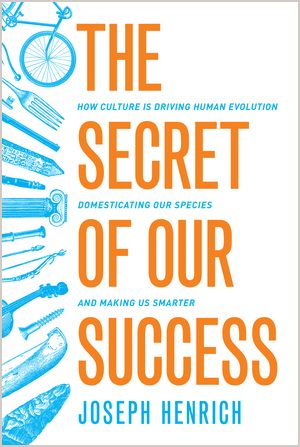 THE
HOW CULTURE IS DRIVING HUMAN EVOLUTION
SECRET
DOMESTICATING OUR SPECIES
OF OUR
AND MAKING US SMARTER
SUCCESS
JOSEPH HENRICH